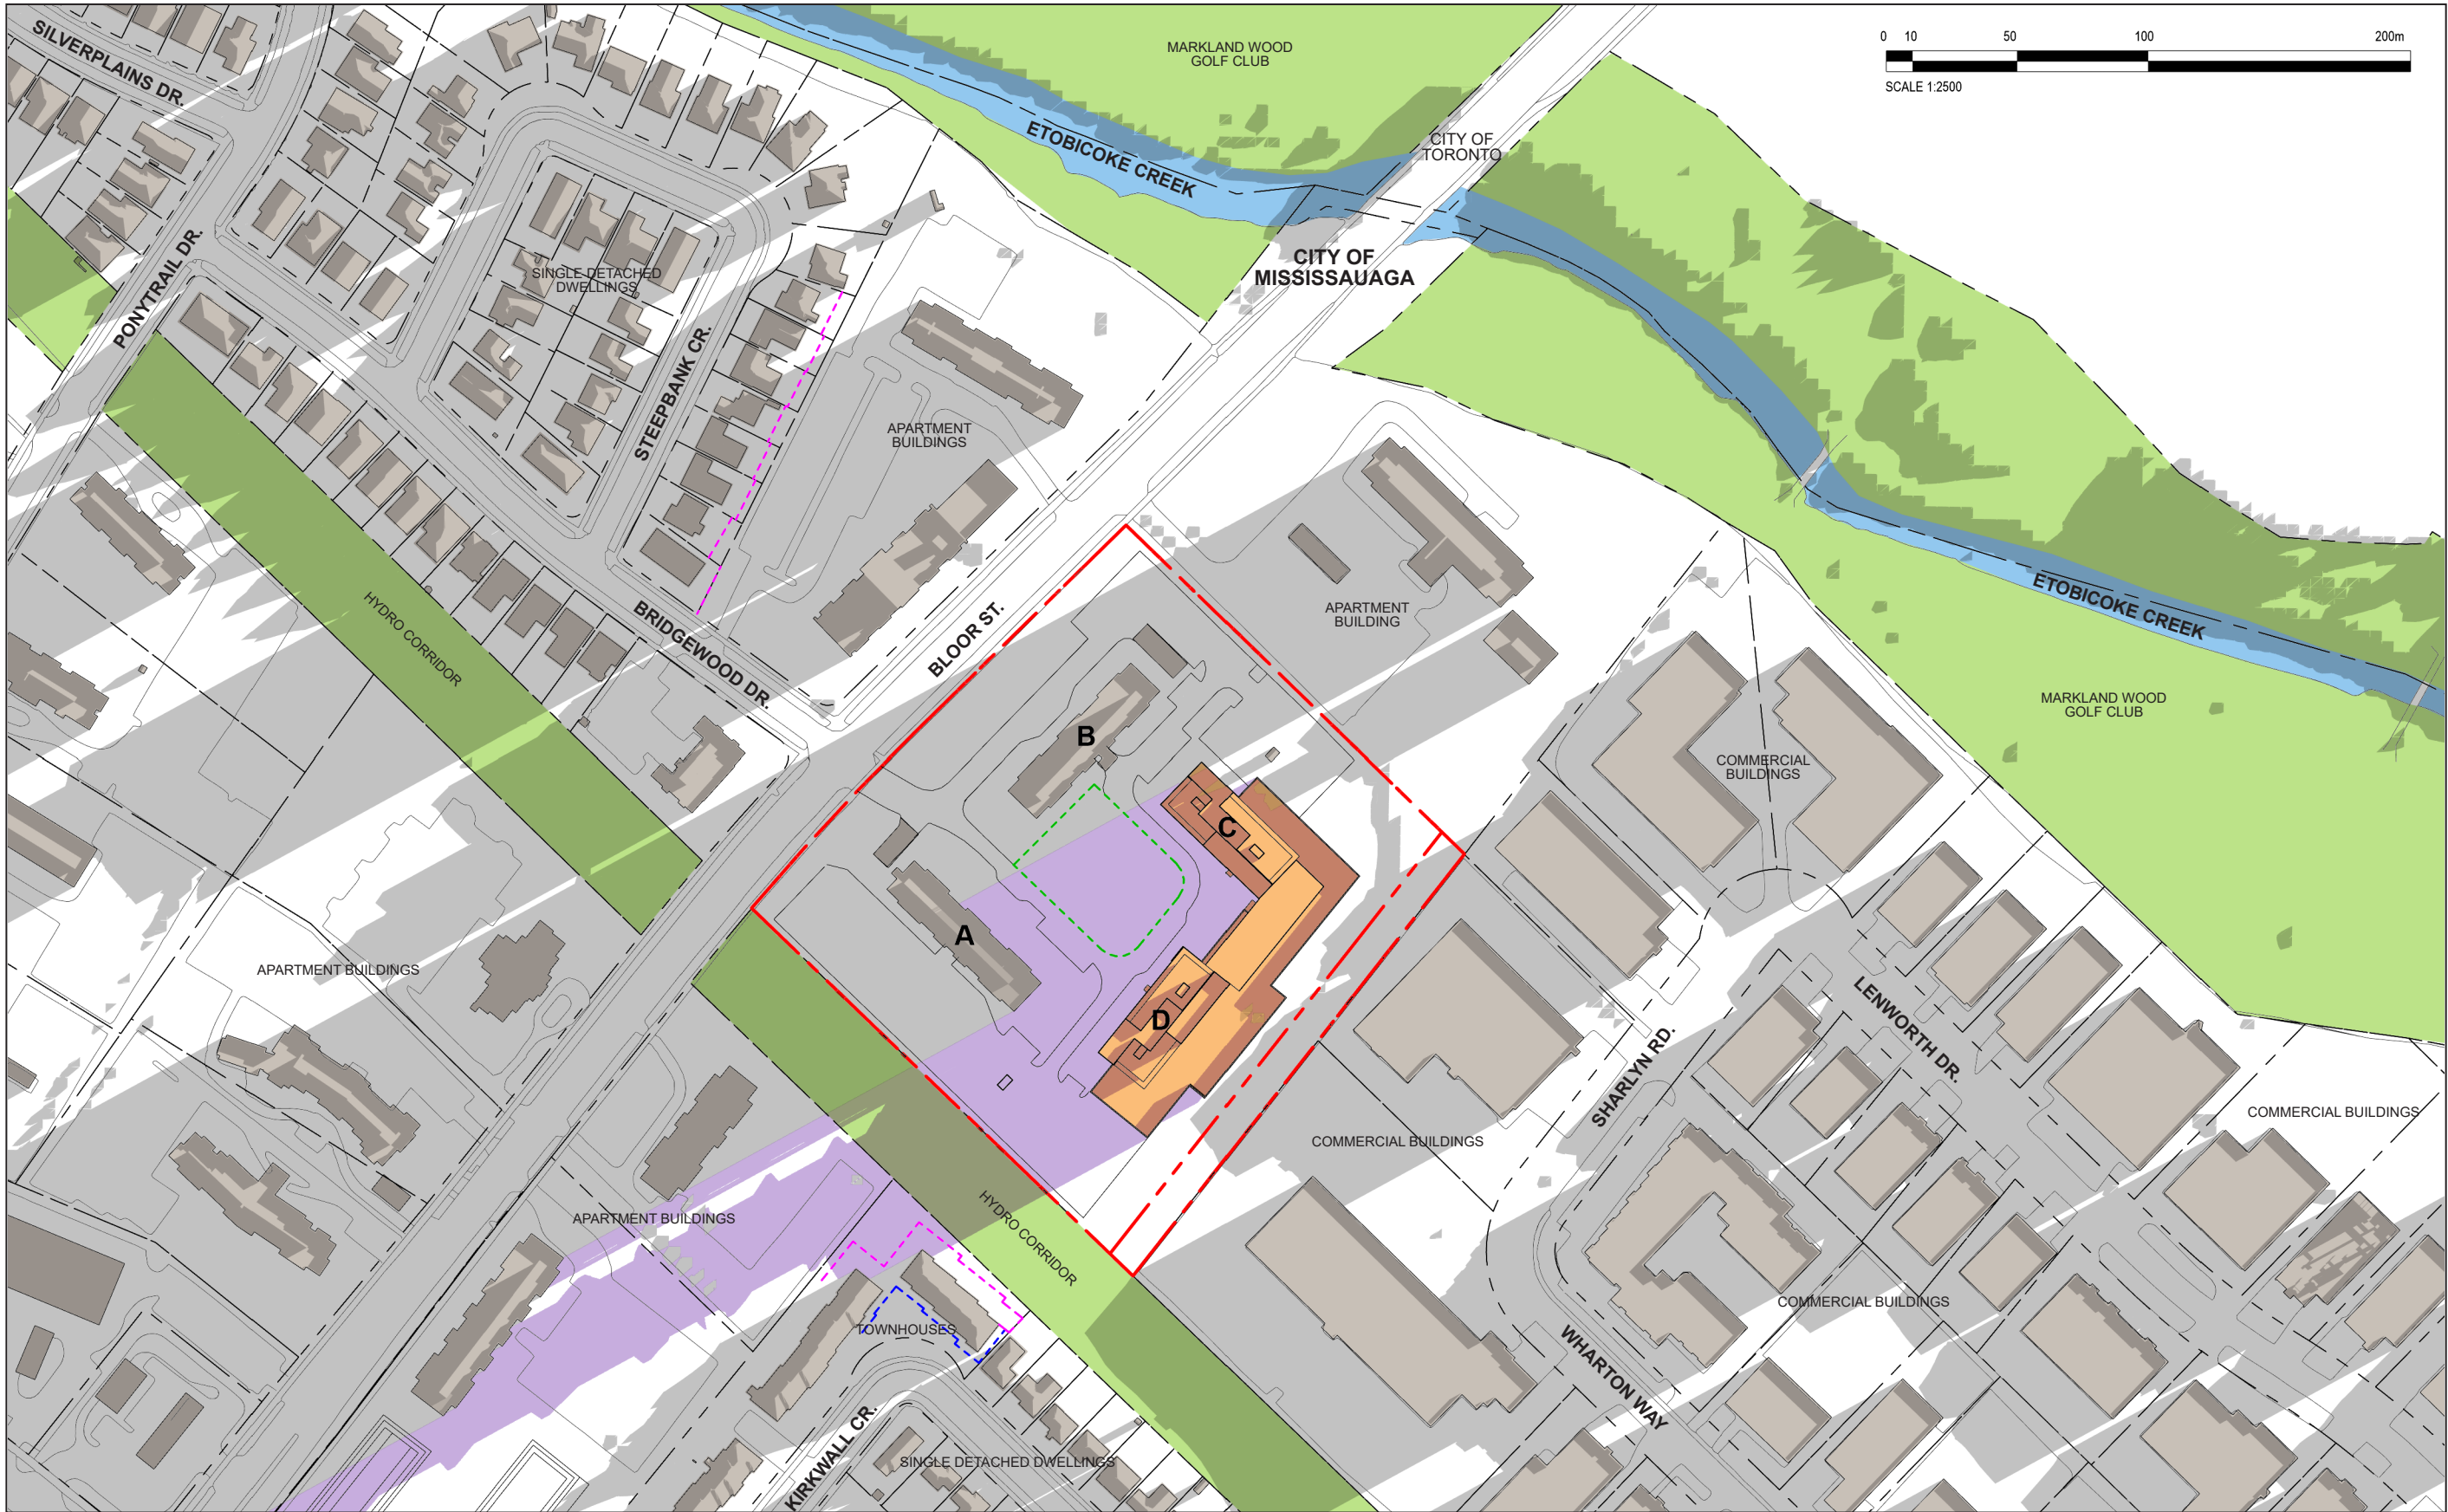 SILVERPLAINS DR.
MARKLAND WOOD
GOLF CLUB
0 10 50 100 200m
SCALE 1:2500
ETOBICOKE CREEK
CITY OF
TORONTO
CITY OF
MISSISSAUAGA
PONYTRAIL DR.
SINGLE DETACHED
DWELLINGS
STEEPBANK CR.
APARTMENT
BUILDINGS
HYDRO CORRIDOR
BRIDGEWOOD DR.
BLOOR ST.
APARTMENT
BUILDING
ETOBICOKE CREEK
MARKLAND WOOD
GOLF CLUB
B
COMMERCIAL
BUILDINGS
C
A
APARTMENT BUILDINGS
D
LENWORTH DR.
SHARLYN RD.
COMMERCIAL BUILDINGS
COMMERCIAL BUILDINGS
APARTMENT BUILDINGS
HYDRO CORRIDOR
TOWNHOUSES
COMMERCIAL BUILDINGS
WHARTON WAY
KIRKWALL CR.
SINGLE DETACHED DWELLINGS